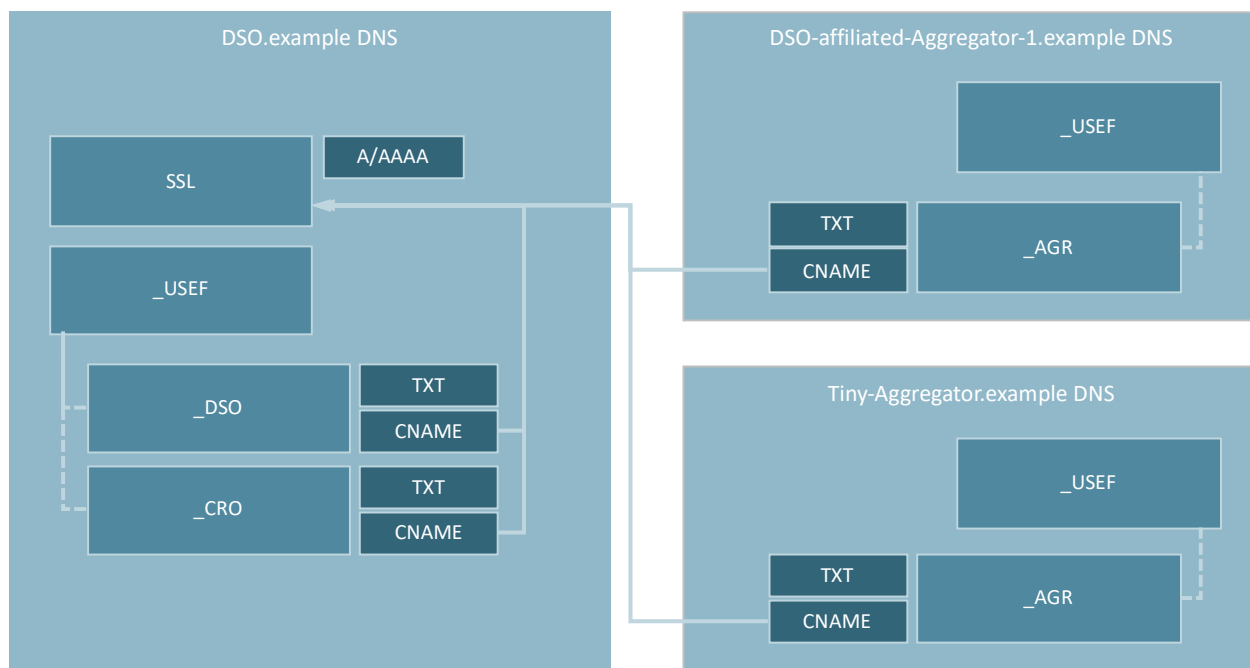 DSO.example DNS
SSL
A/AAAA
_USEF
_DSO
TXT
CNAME
_CRO
TXT
CNAME
DSO-affiliated-Aggregator-1.example DNS
_USEF
TXT
CNAME
_AGR
Tiny-Aggregator.example DNS
_USEF
TXT
CNAME
_AGR